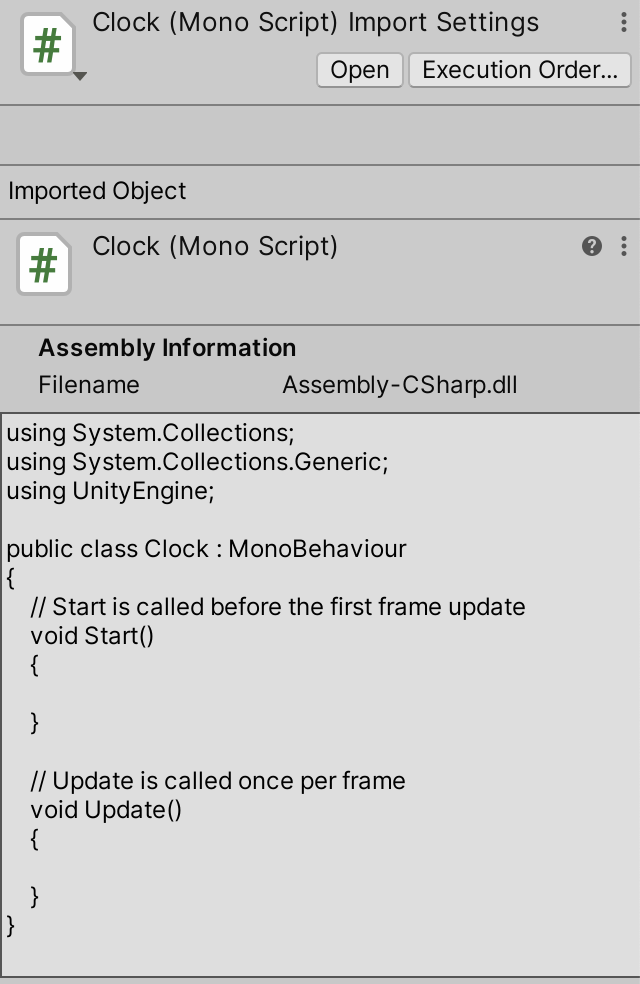 Clock (Mono Script) Import Settings
Open
Execution Order...
Imported Object
Clock (Mono Script)
Assembly Information
Filename Assembly-CSharp.dll
using System.Collections;
using System.Collections.Generic;
using UnityEngine;
public class Clock : MonoBehaviour
{
    // Start is called before the first frame update
    void Start()
    {
    }
    // Update is called once per frame
    void Update()
    {
    }
}